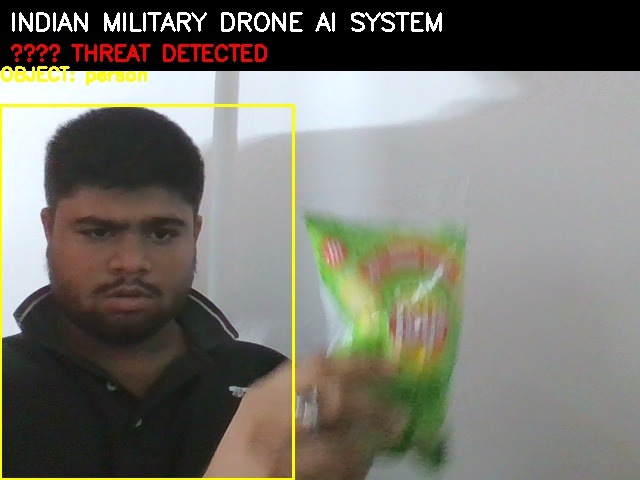 INDIAN MILITARY DRONE AI SYSTEM
???? THREAT DETECTED
OBJECT: person